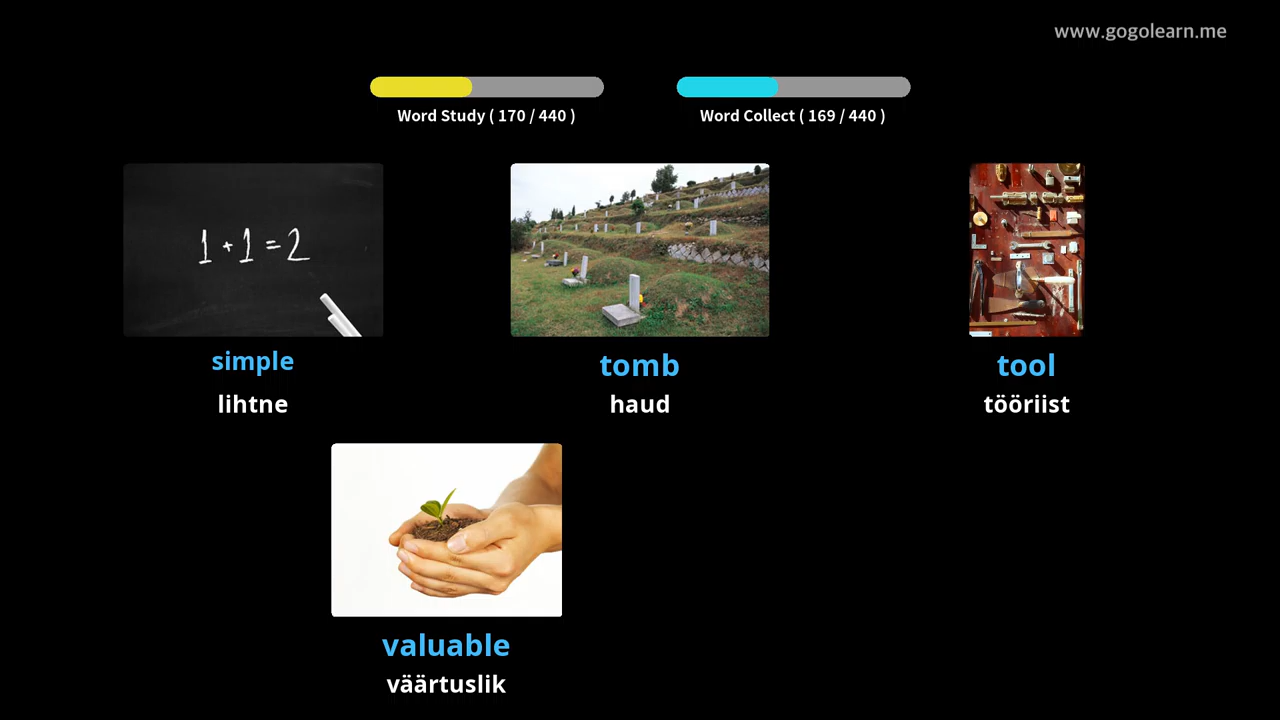 www.gogolearn.me
Word Study ( 170 / 440 )
Word Collect ( 169 / 440 )
1 + 1 = 2
simple
lihtne
tomb
haud
tool
tööriist
valuable
väärtuslik